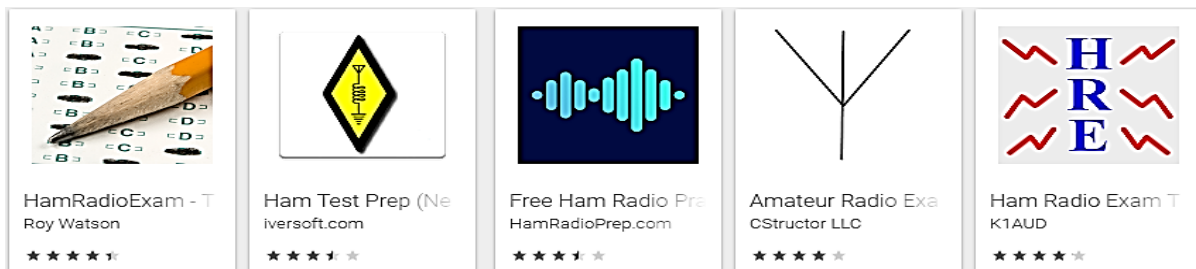 HamRadioExam - T
Roy Watson
Ham Test Prep (Ne
iversoft.com
Free Ham Radio Pra
HamRadioPrep.com
Amateur Radio Exa
CStructor LLC
H
R
E
Ham Radio Exam T
K1AUD